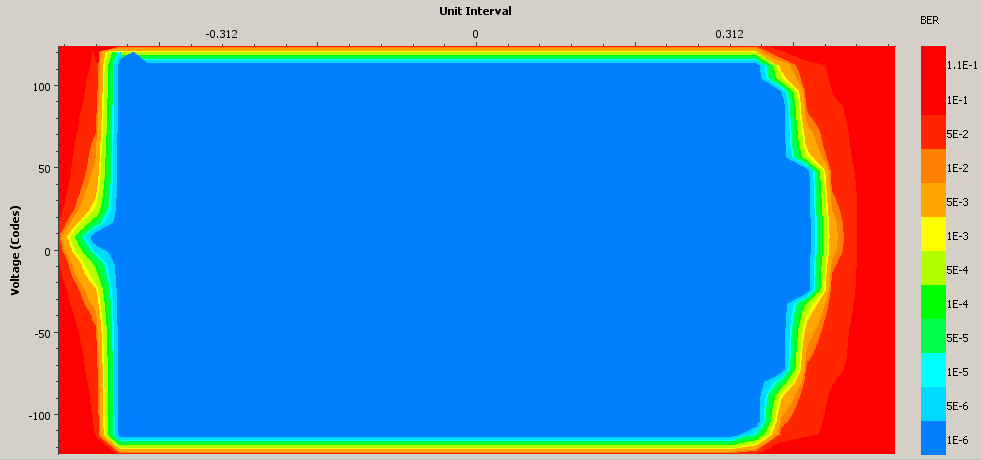 Unit Interval
BER
-0.312 0 0.312
1.1E-1
100
1E-1
5E-2
1E-2
50
5E-3
1E-3
Voltage (Codes)
0
5E-4
1E-4
-50
5E-5
1E-5
5E-6
-100
1E-6